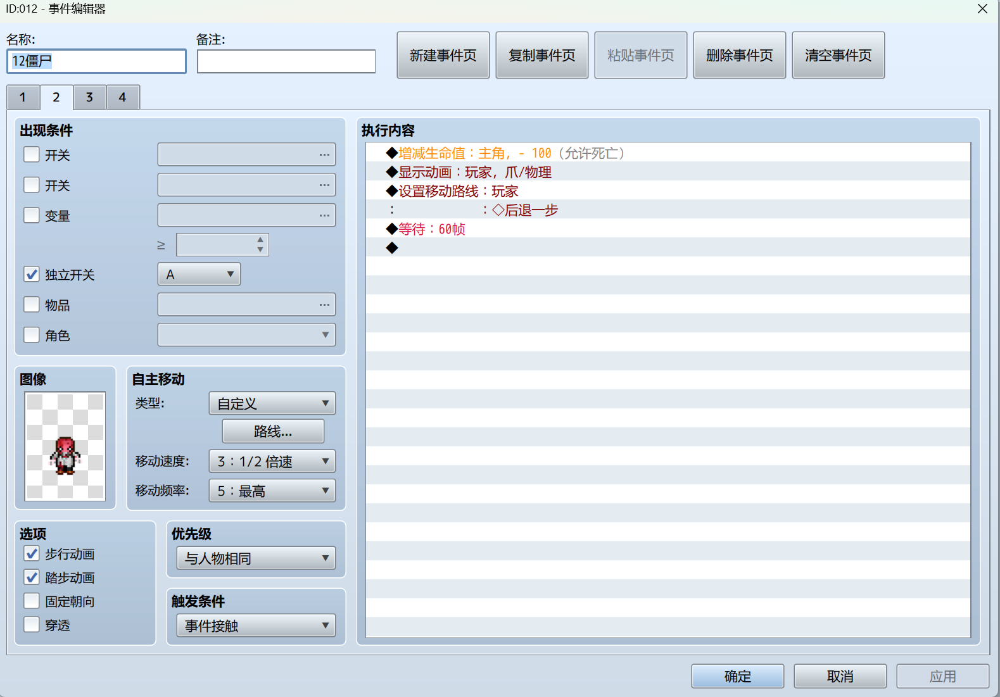 ID:012 - 事件编辑器
名称:
备注:
12僵尸
新建事件页
复制事件页
粘贴事件页
删除事件页
清空事件页
1
2
3
4
出现条件
开关
...
开关
...
变量
...
≥
独立开关
A
物品
...
角色
图像
自主移动
类型:
自定义
路线...
移动速度:
3：1/2 倍速
移动频率:
5：最高
选项
步行动画
踏步动画
固定朝向
穿透
优先级
与人物相同
触发条件
事件接触
执行内容
◆增减生命值：主角, - 100（允许死亡）
◆显示动画：玩家, 爪/物理
◆设置移动路线：玩家
：　　　　　　：◇后退一步
◆等待：60帧
◆
确定
取消
应用